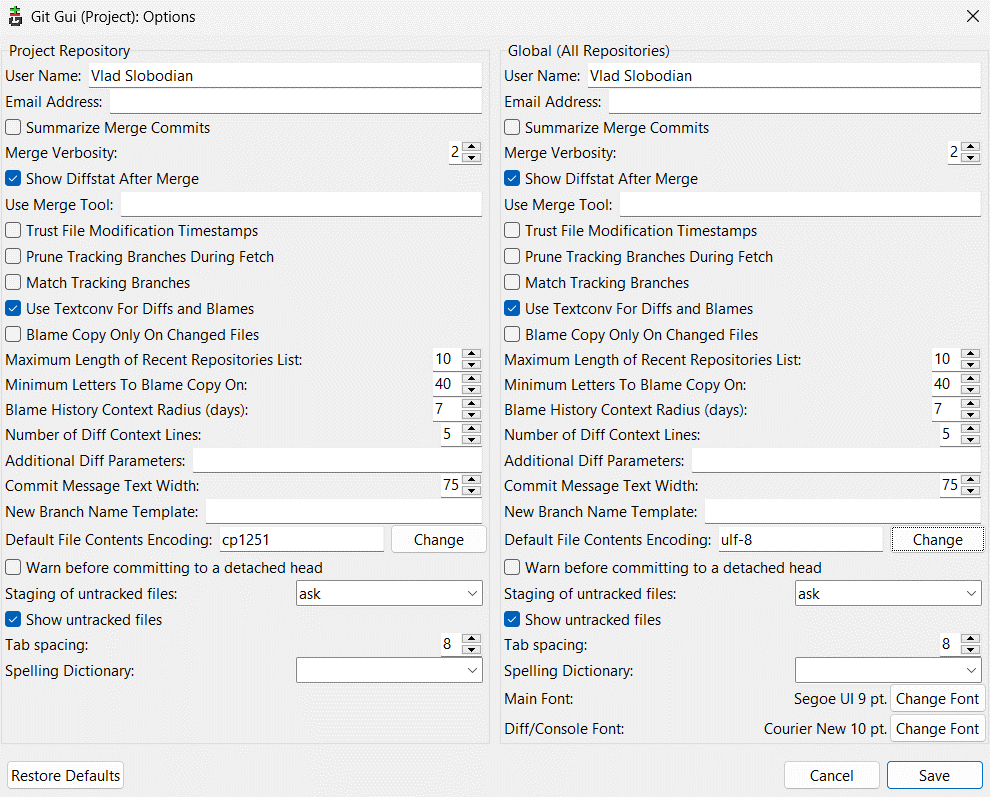 Git Gui (Project): Options
Project Repository
User Name: Vlad Slobodian
Email Address:
Summarize Merge Commits
Merge Verbosity: 2
Show Diffstat After Merge
Use Merge Tool:
Trust File Modification Timestamps
Prune Tracking Branches During Fetch
Match Tracking Branches
Use Textconv For Diffs and Blames
Blame Copy Only On Changed Files
Maximum Length of Recent Repositories List: 10
Minimum Letters To Blame Copy On: 40
Blame History Context Radius (days): 7
Number of Diff Context Lines: 5
Additional Diff Parameters:
Commit Message Text Width: 75
New Branch Name Template:
Default File Contents Encoding: cp1251 Change
Warn before committing to a detached head
Staging of untracked files: ask
Show untracked files
Tab spacing: 8
Spelling Dictionary:
Global (All Repositories)
User Name: Vlad Slobodian
Email Address:
Summarize Merge Commits
Merge Verbosity: 2
Show Diffstat After Merge
Use Merge Tool:
Trust File Modification Timestamps
Prune Tracking Branches During Fetch
Match Tracking Branches
Use Textconv For Diffs and Blames
Blame Copy Only On Changed Files
Maximum Length of Recent Repositories List: 10
Minimum Letters To Blame Copy On: 40
Blame History Context Radius (days): 7
Number of Diff Context Lines: 5
Additional Diff Parameters:
Commit Message Text Width: 75
New Branch Name Template:
Default File Contents Encoding: ulf-8 Change
Warn before committing to a detached head
Staging of untracked files: ask
Show untracked files
Tab spacing: 8
Spelling Dictionary:
Main Font: Segoe UI 9 pt. Change Font
Diff/Console Font: Courier New 10 pt. Change Font
Restore Defaults
Cancel
Save